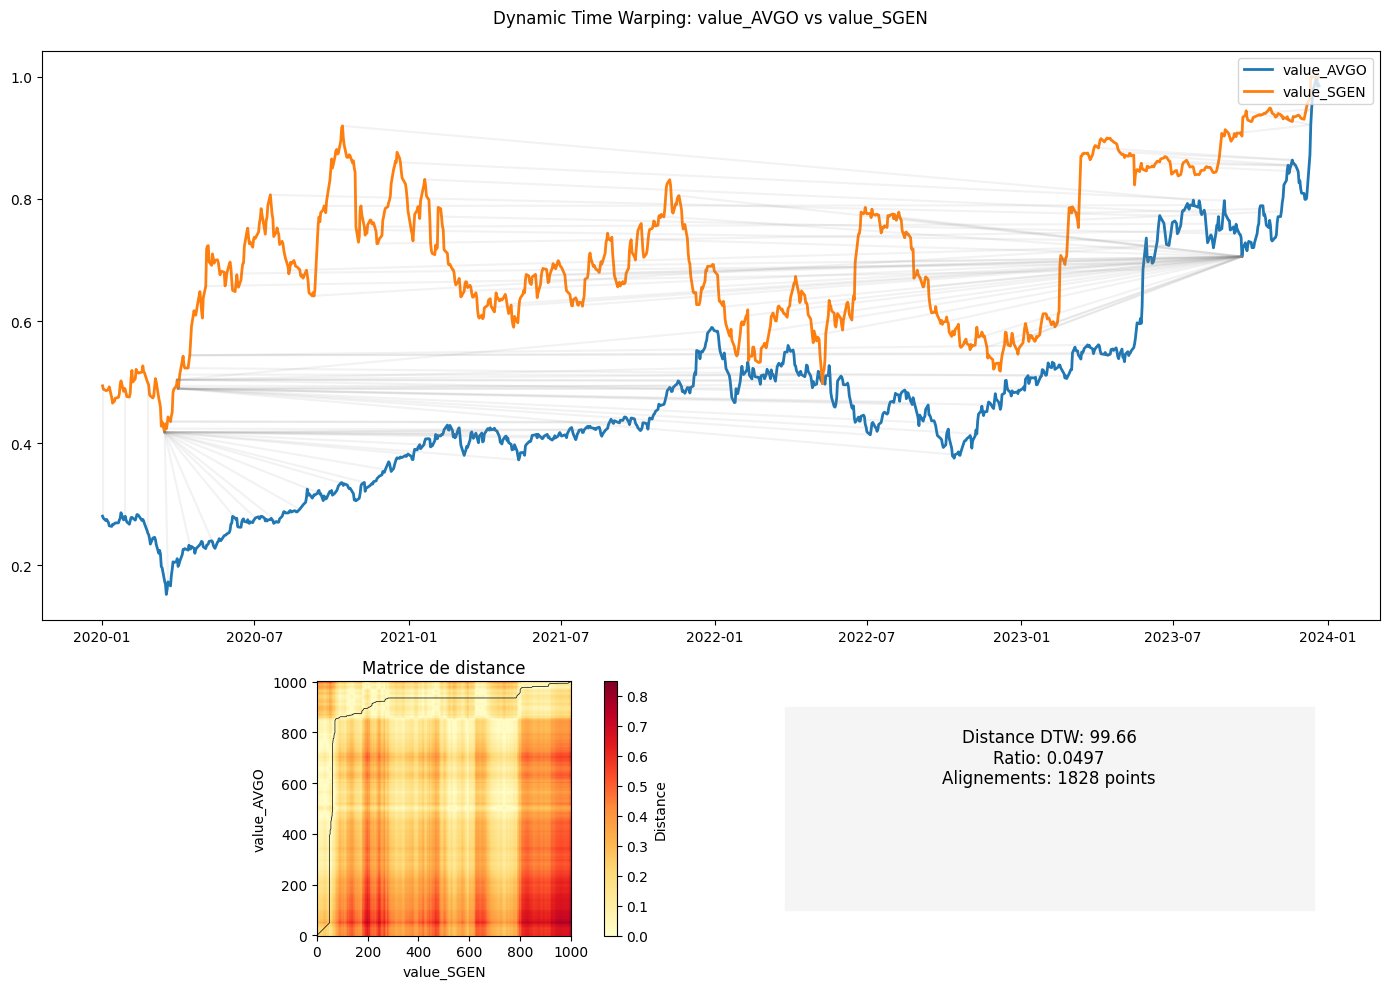 Dynamic Time Warping: value_AVGO vs value_SGEN
value_AVGO
value_SGEN
1.0
0.8
0.6
0.4
0.2
2020-01 2020-07 2021-01 2021-07 2022-01 2022-07 2023-01 2023-07 2024-01
Matrice de distance
1000
800
600
400
200
0
value_AVGO
0 200 400 600 800 1000
value_SGEN
0.8
0.7
0.6
0.5
0.4
0.3
0.2
0.1
0.0
Distance
Distance DTW: 99.66
Ratio: 0.0497
Alignements: 1828 points